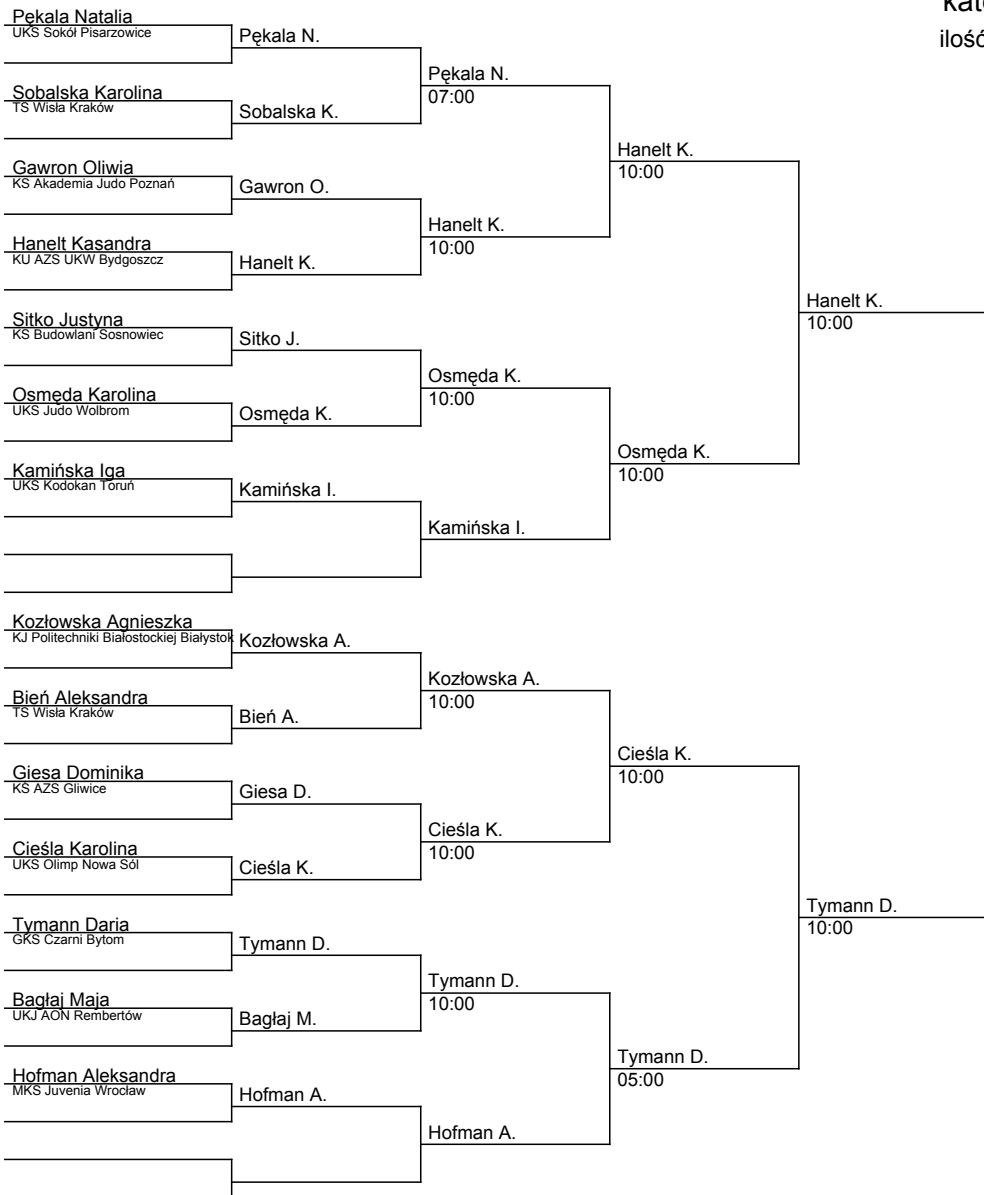 Pękala Natalia
UKS Sokół Pisarzowice
Sobalska Karolina
TS Wisła Kraków
Gawron Oliwia
KS Akademia Judo Poznań
Hanelt Kasandra
KU AZS UKW Bydgoszcz
Sitko Justyna
KS Budowlani Sosnowiec
Osmęda Karolina
UKS Judo Wolbrom
Kamińska Iga
UKS Kodokan Toruń
Kozłowska Agnieszka
KJ Politechniki Białostockiej Białystok
Bień Aleksandra
TS Wisła Kraków
Giesa Dominika
KŚ AZS Gliwice
Cieśla Karolina
UKS Olimp Nowa Sól
Tymann Daria
GKS Czarni Bytom
Bagłaj Maja
UKJ AON Rembertów
Hofman Aleksandra
MKS Juvenia Wrocław
Pękala N.
Sobalska K.
Gawron O.
Hanelt K.
Sitko J.
Osmęda K.
Kamińska I.
Kozłowska A.
Bień A.
Giesa D.
Cieśla K.
Tymann D.
Bagłaj M.
Hofman A.
Pękala N.
07:00
Hanelt K.
10:00
Osmęda K.
10:00
Kamińska I.
Kozłowska A.
10:00
Cieśla K.
10:00
Tymann D.
10:00
Hofman A.
Hanelt K.
10:00
Osmęda K.
10:00
Cieśla K.
10:00
Tymann D.
05:00
Hanelt K.
10:00
Tymann D.
10:00
ilość